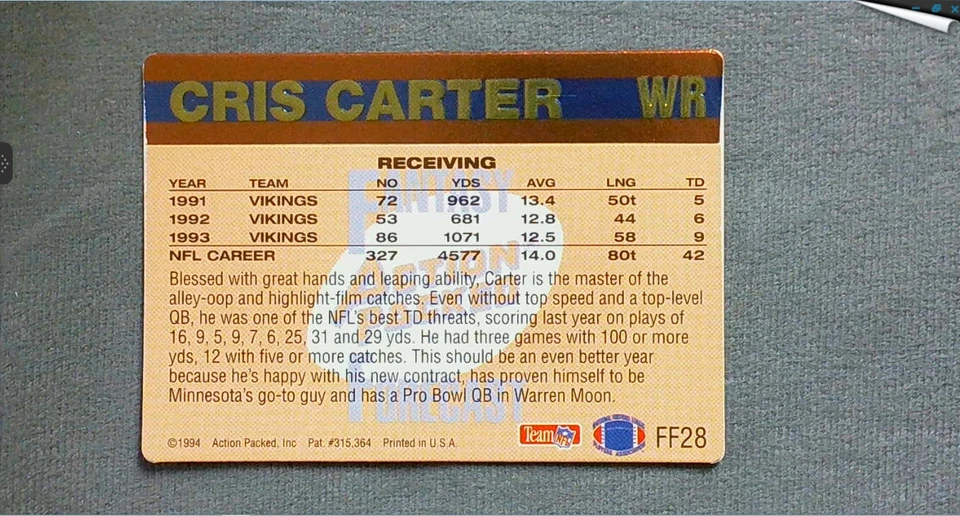 CRIS CARTER WR
RECEIVING
YEAR TEAM NO YDS AVG LNG TD
1991 VIKINGS 72 962 13.4 50t 5
1992 VIKINGS 53 681 12.8 44 6
1993 VIKINGS 86 1071 12.5 58 9
NFL CAREER 327 4577 14.0 80t 42
FANTASY
ACTION
PACKED
FORECAST
Blessed with great hands and leaping ability, Carter is the master of the
alley-oop and highlight-film catches. Even without top speed and a top-level
QB, he was one of the NFL's best TD threats, scoring last year on plays of
16, 9, 5, 9, 7, 6, 25, 31 and 29 yds. He had three games with 100 or more
yds, 12 with five or more catches. This should be an even better year
because he's happy with his new contract, has proven himself to be
Minnesota's go-to guy and has a Pro Bowl QB in Warren Moon.
©1994 Action Packed, Inc Pat. #315,364 Printed in U.S.A.
Team NFL
FF28